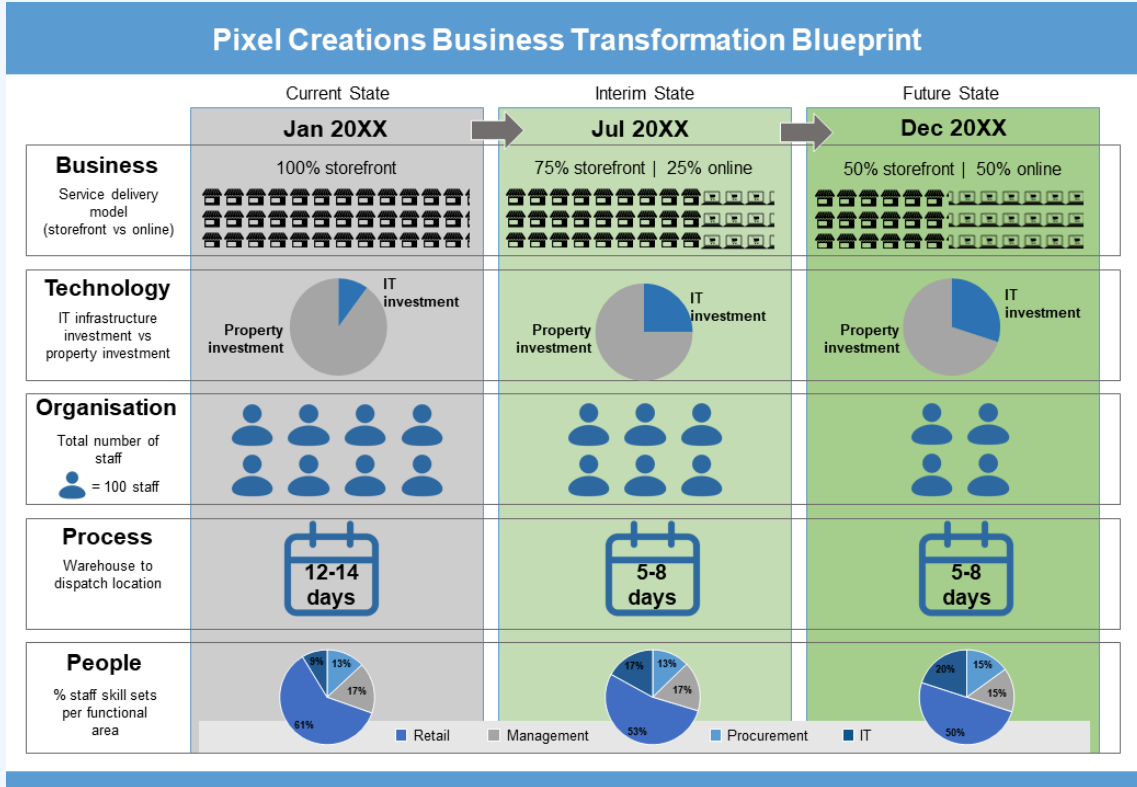 Pixel Creations Business Transformation Blueprint
Current State
Interim State
Future State
Jan 20XX
Jul 20XX
Dec 20XX
Business
Service delivery
model
(storefront vs online)
100% storefront
75% storefront | 25% online
50% storefront | 50% online
Technology
IT infrastructure
investment vs
property investment
IT
investment
Property
investment
IT
investment
Property
investment
IT
investment
Property
investment
Organisation
Total number of
staff
= 100 staff
Process
Warehouse to
dispatch location
12-14
days
5-8
days
5-8
days
People
% staff skill sets
per functional
area
9%
13%
17%
61%
17%
13%
17%
53%
20%
15%
15%
50%
Retail
Management
Procurement
IT